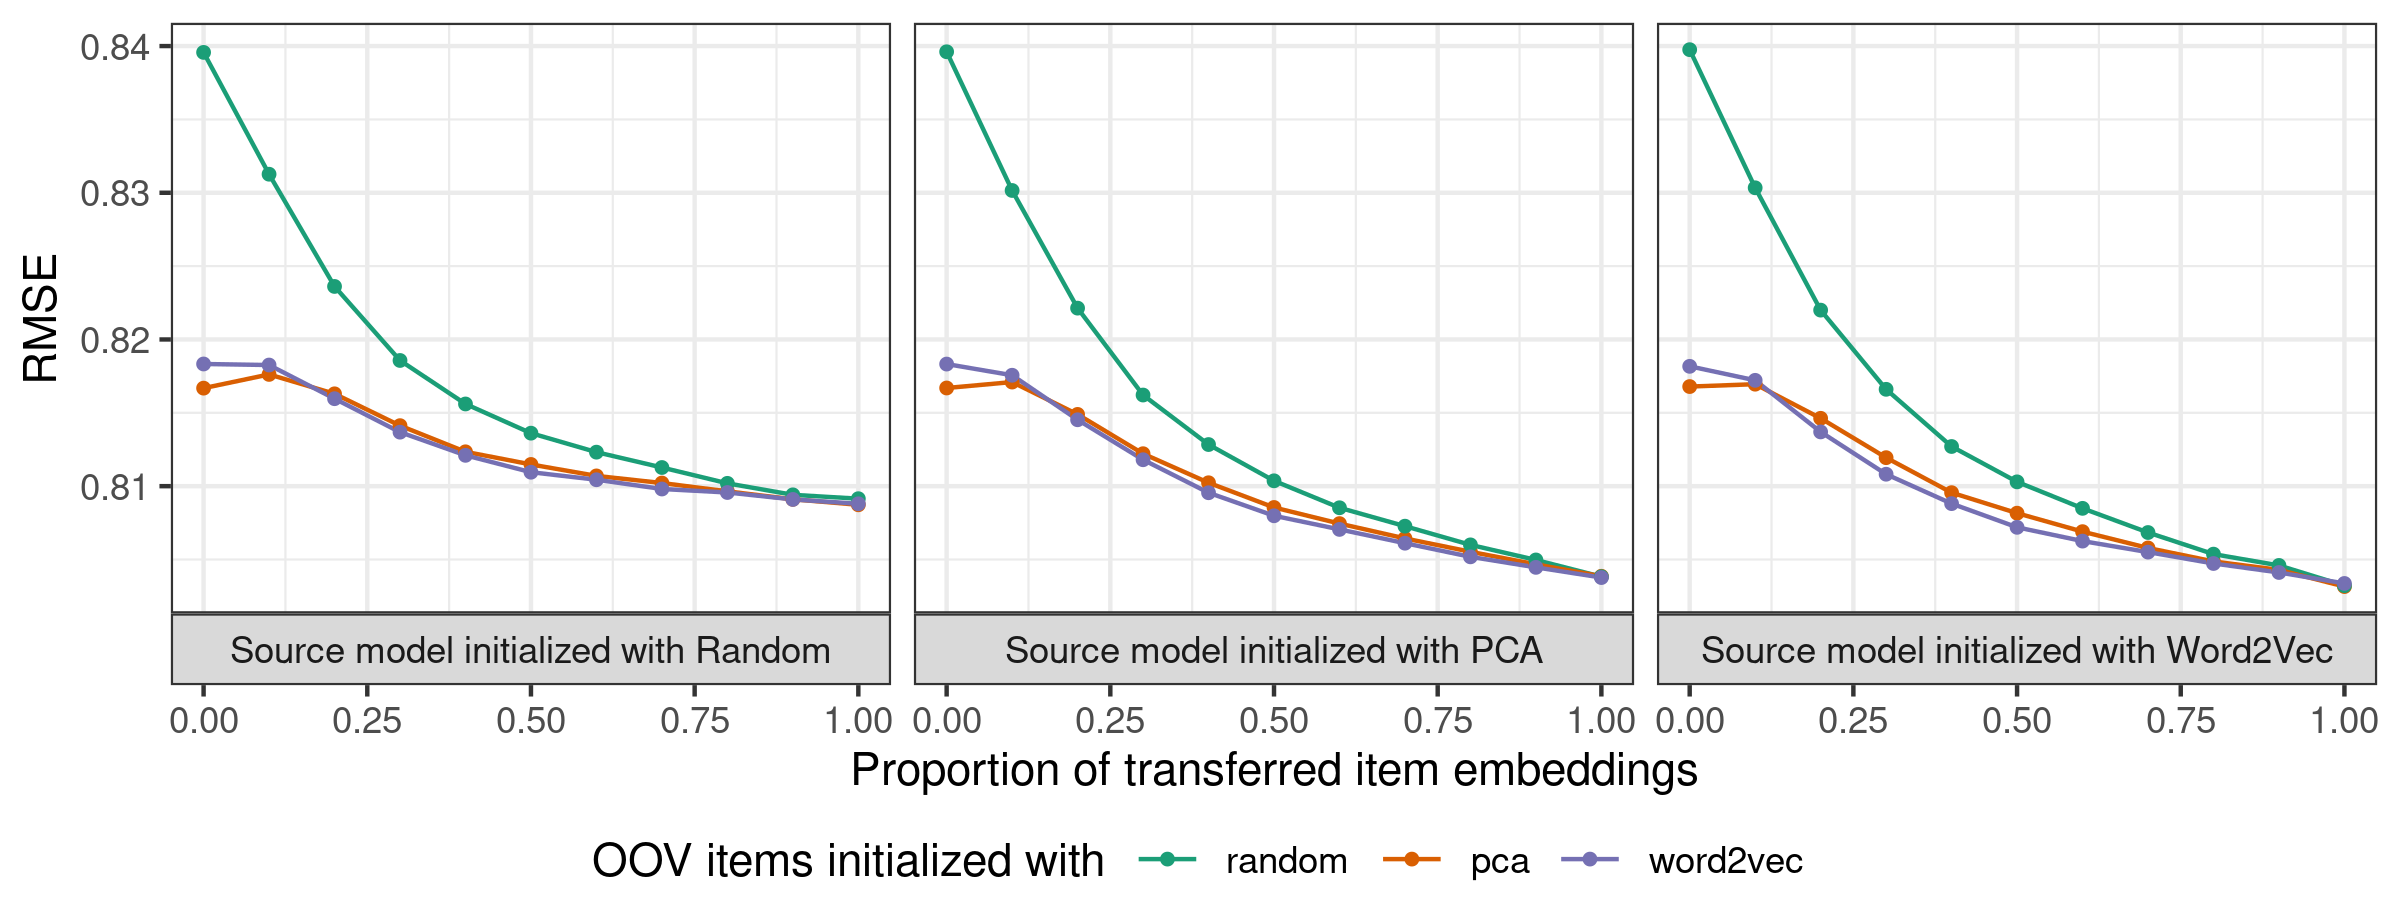 RMSE
0.84
0.83
0.82
0.81
Source model initialized with Random
Source model initialized with PCA
Source model initialized with Word2Vec
0.00 0.25 0.50 0.75 1.00
0.00 0.25 0.50 0.75 1.00
0.00 0.25 0.50 0.75 1.00
Proportion of transferred item embeddings
OOV items initialized with random pca word2vec